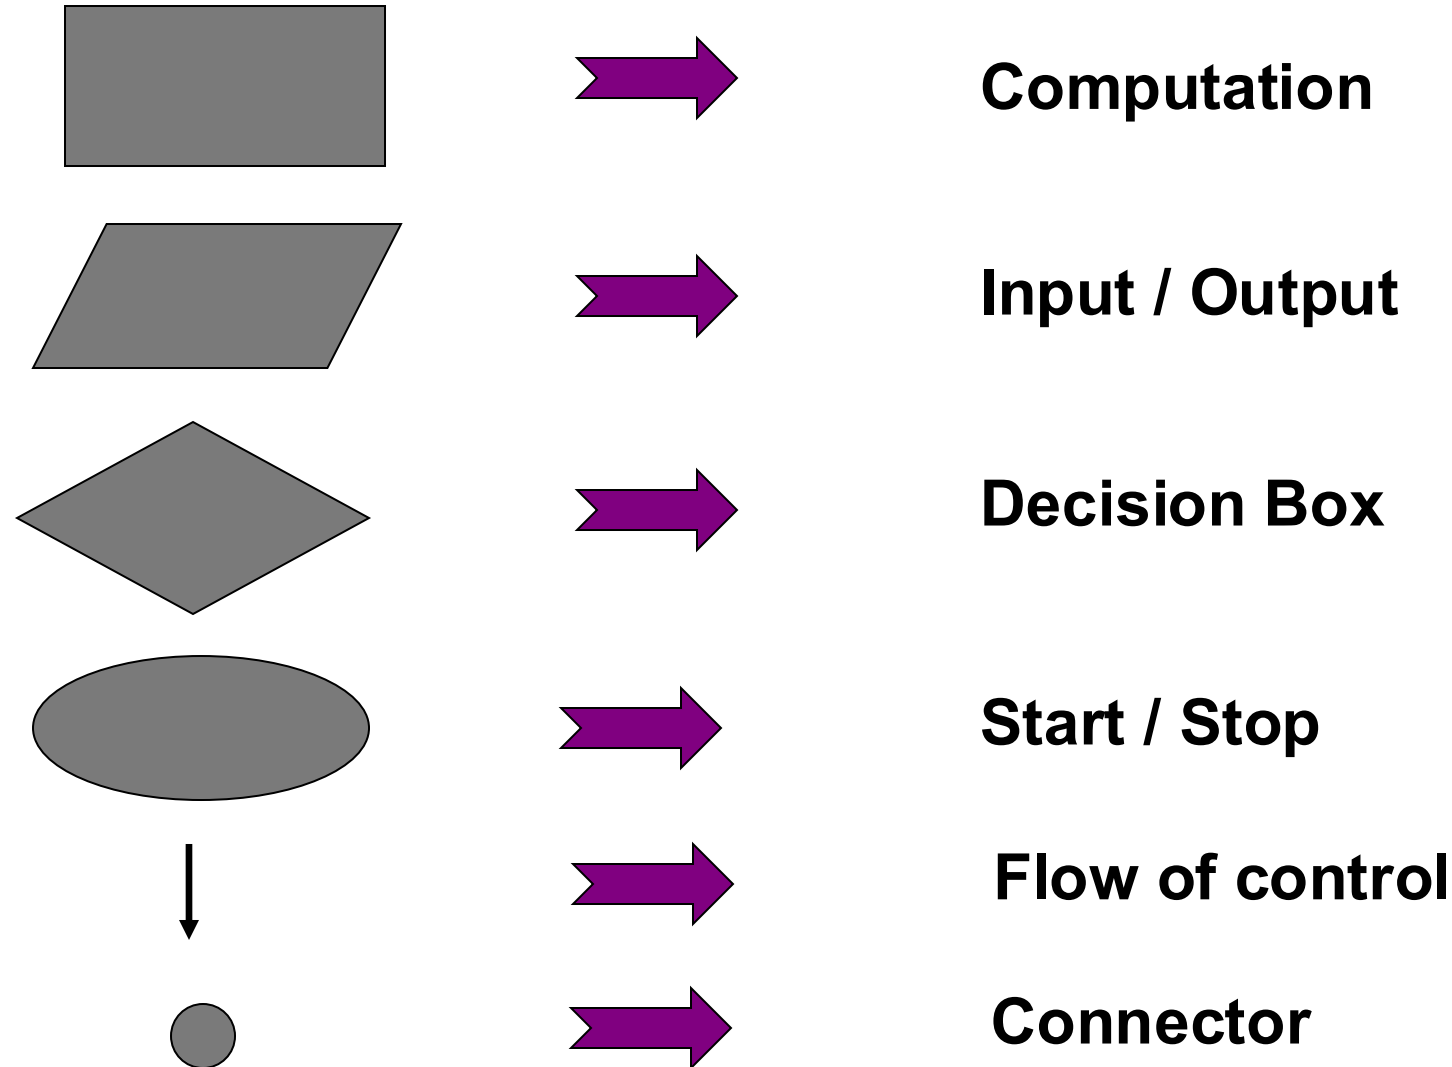 Computation
Input / Output
Decision Box
Start / Stop
Flow of control
Connector